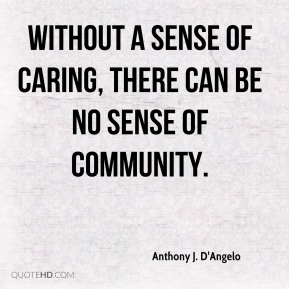 WITHOUT A SENSE OF
CARING, THERE CAN BE
NO SENSE OF
COMMUNITY.
Anthony J. D'Angelo
QUOTEHD.COM